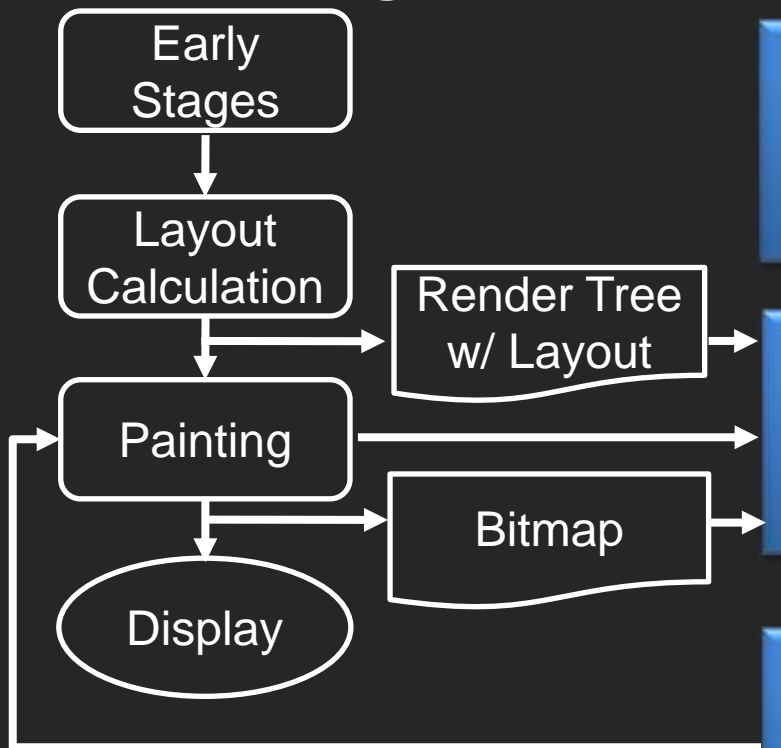 Early
Stages
Layout
Calculation
Render Tree
w/ Layout
Painting
Bitmap
Display